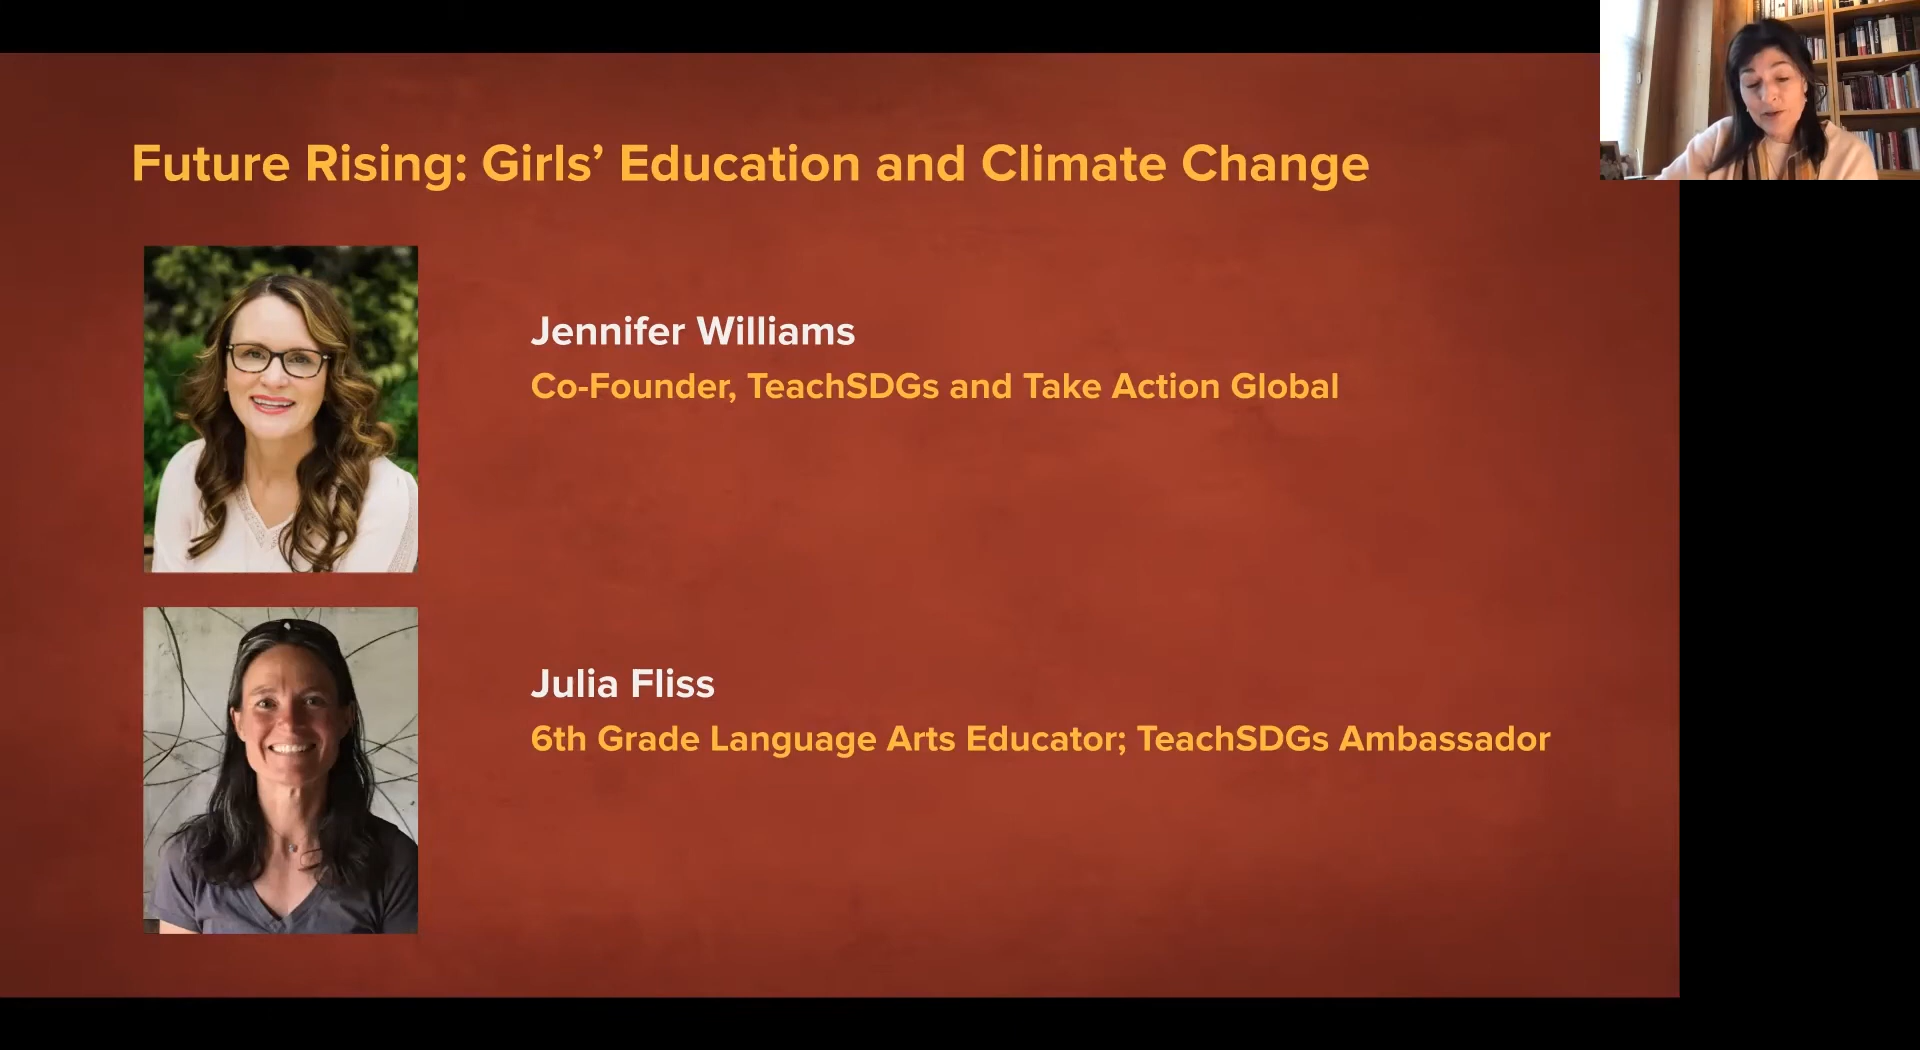 Future Rising: Girls’ Education and Climate Change
Jennifer Williams
Co-Founder, TeachSDGs and Take Action Global
Julia Fliss
6th Grade Language Arts Educator; TeachSDGs Ambassador